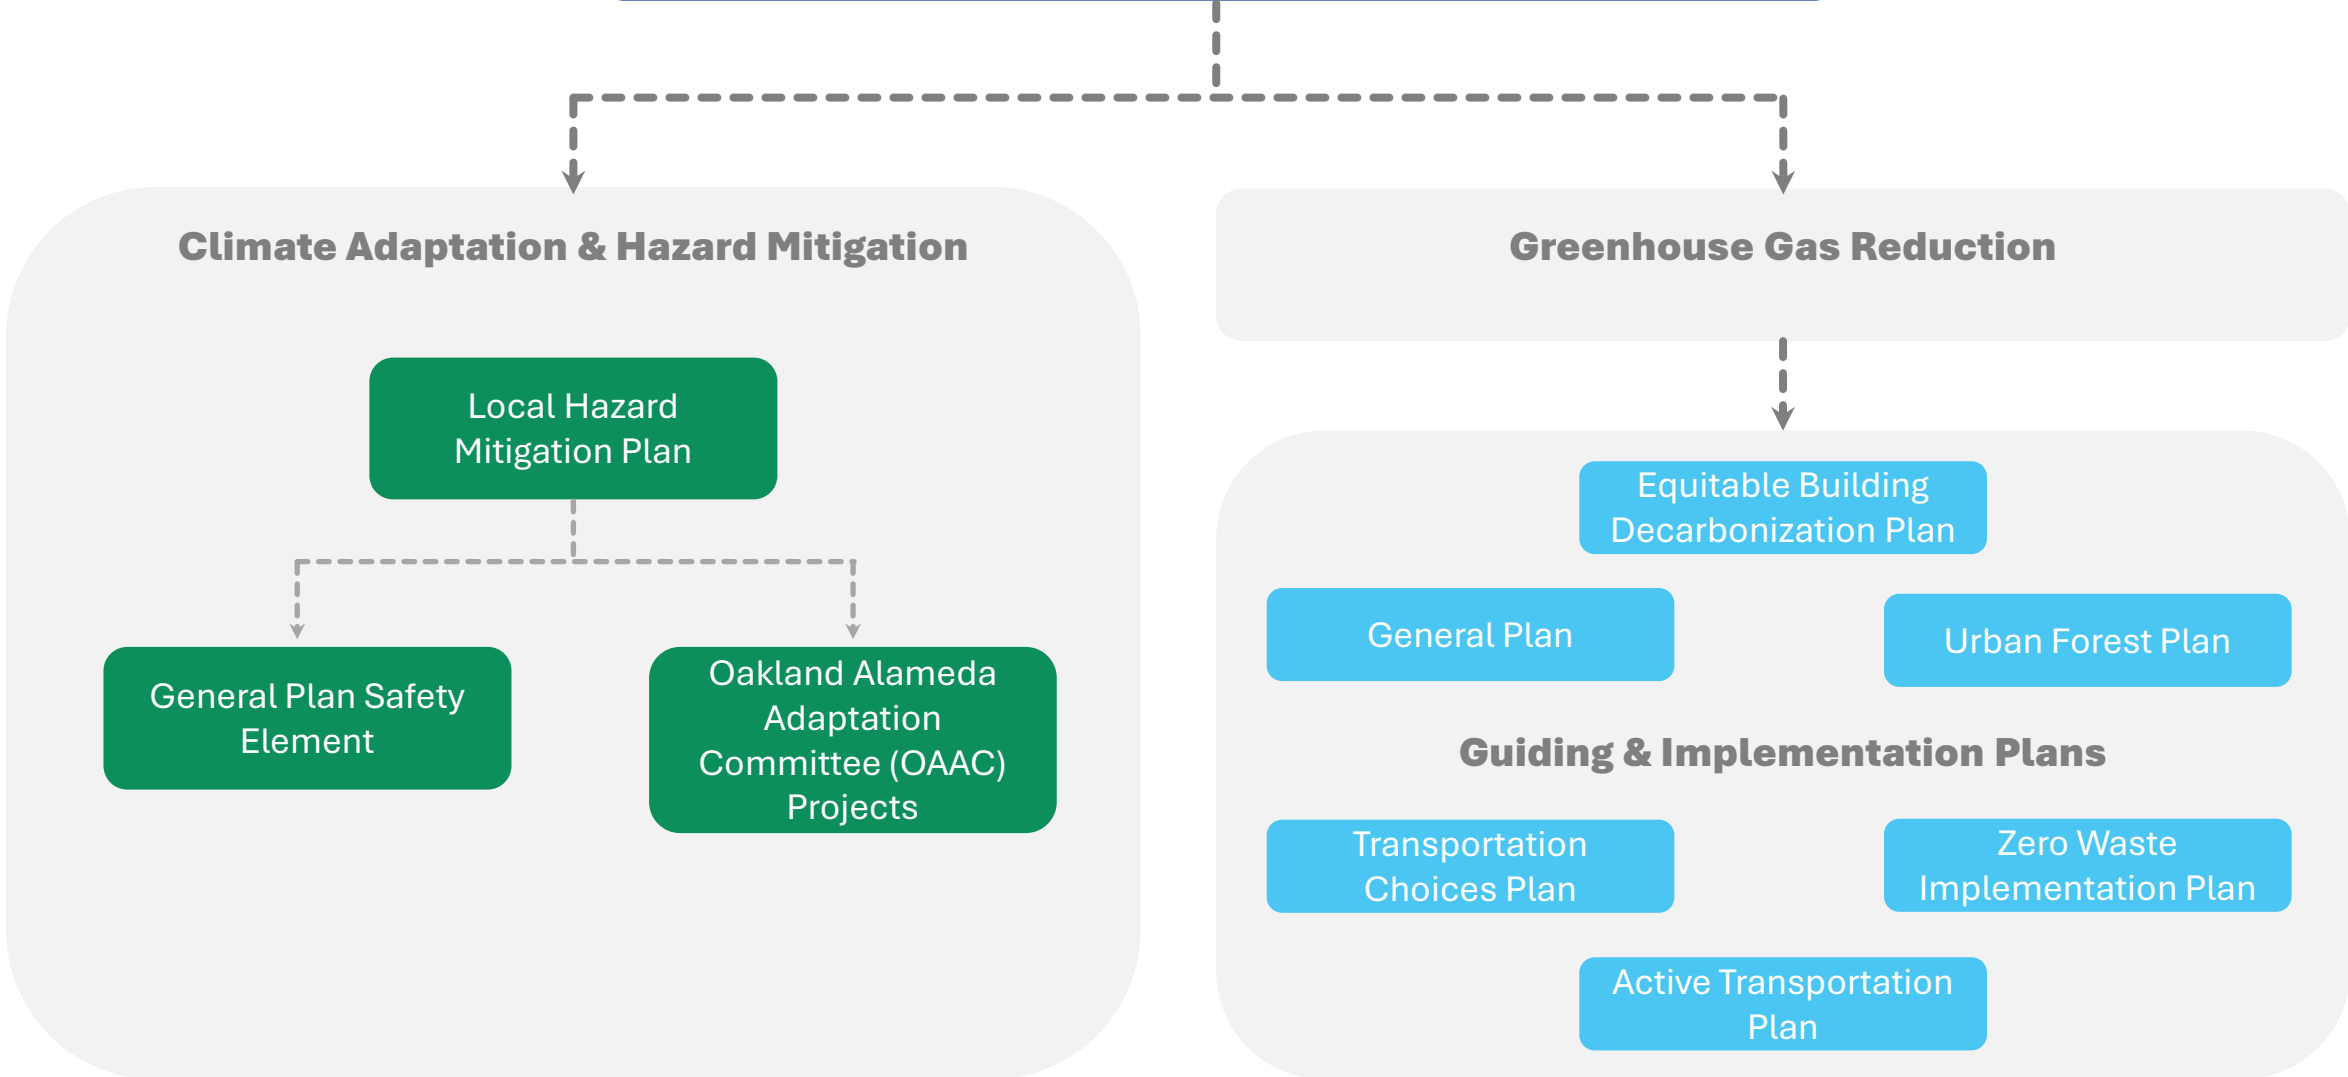 Climate Adaptation & Hazard Mitigation
Local Hazard
Mitigation Plan
General Plan Safety
Element
Oakland Alameda
Adaptation
Committee (OAAC)
Projects
Greenhouse Gas Reduction
Equitable Building
Decarbonization Plan
General Plan
Urban Forest Plan
Guiding & Implementation Plans
Transportation
Choices Plan
Zero Waste
Implementation Plan
Active Transportation
Plan